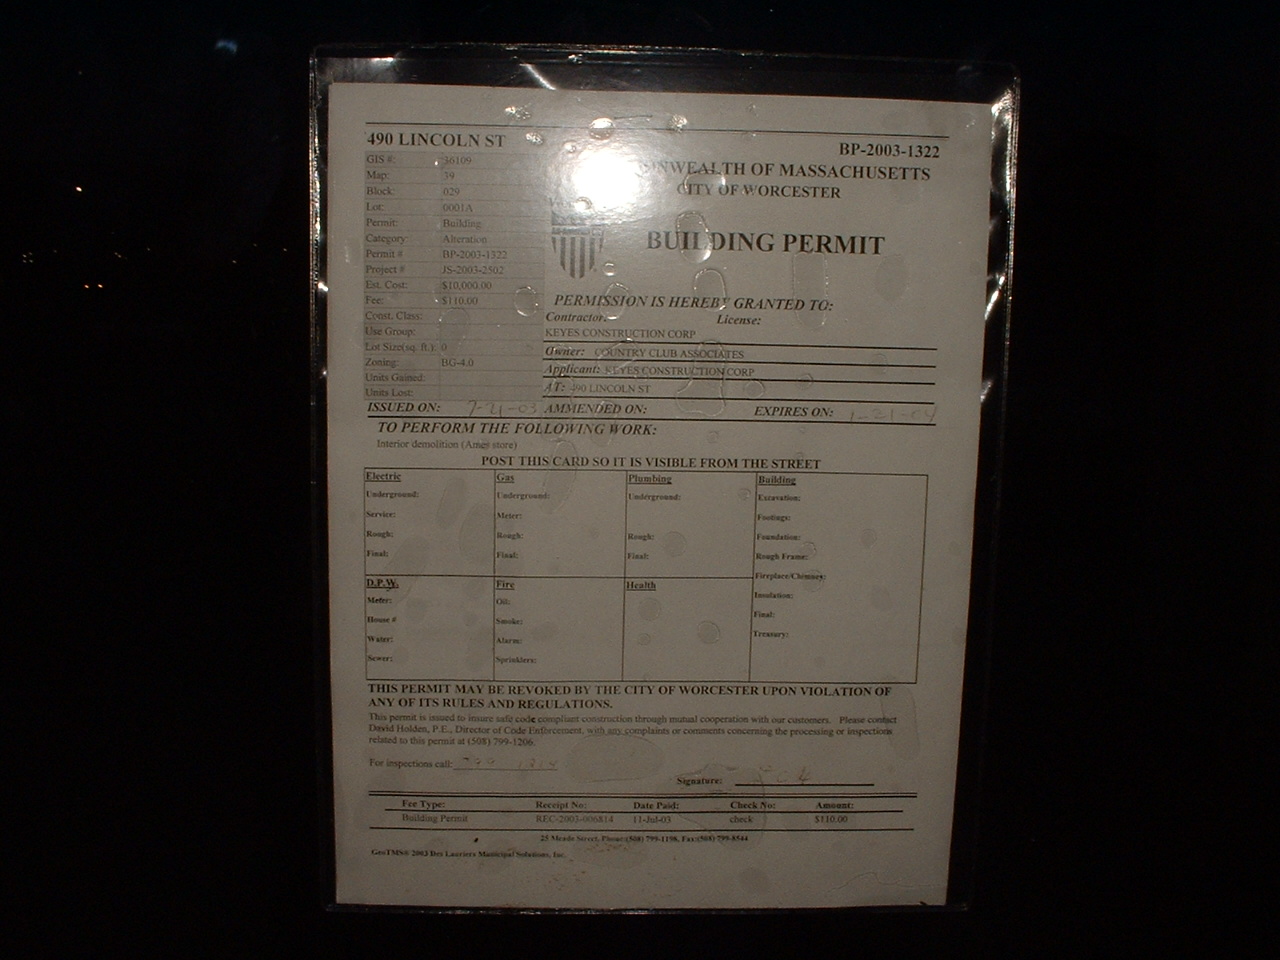 490 LINCOLN ST
BP-2003-1322
GIS #: 36109
Map: 39
Block: 029
Lot: 0001A
Permit: Building
Category: Alteration
Permit # BP-2003-1322
Project # JS-2003-2502
Est. Cost: $10,000.00
Fee: $110.00
Const. Class:
Use Group:
Lot Size(sq. ft.): 0
Zoning: BG-4.0
Units Gained:
Units Lost:
OF MASSACHUSETTS
CITY OF WORCESTER
BUILDING PERMIT
PERMISSION IS HEREBY GRANTED TO:
Contractor: License:
KEYES CONSTRUCTION CORP
Owner: COUNTRY CLUB ASSOCIATES
Applicant: KEYES CONSTRUCTION CORP
AT: 490 LINCOLN ST
ISSUED ON: 7-21-03 AMMENDED ON: EXPIRES ON: 1-21-04
TO PERFORM THE FOLLOWING WORK:
Interior demolition (Ames store)
POST THIS CARD SO IT IS VISIBLE FROM THE STREET
Electric
Underground:
Service:
Rough:
Final:
Gas
Underground:
Meter:
Rough:
Final:
Plumbing
Underground:
Rough:
Final:
Building
Excavation:
Footings:
Foundation:
Rough Frame:
Fireplace/Chimney:
Insulation:
Final:
Treasury:
D.P.W.
Meter:
House #
Water:
Sewer:
Fire
Oil:
Smoke:
Alarm:
Sprinklers:
Health
THIS PERMIT MAY BE REVOKED BY THE CITY OF WORCESTER UPON VIOLATION OF
ANY OF ITS RULES AND REGULATIONS.
This permit is issued to insure safe code compliant construction through mutual cooperation with our customers. Please contact
David Holden, P.E., Director of Code Enforcement, with any complaints or comments concerning the processing or inspections
related to this permit at (508) 799-1206.
For inspections call:
Signature:
Fee Type: Receipt No: Date Paid: Check No: Amount:
Building Permit REC-2003-006814 11-Jul-03 check $110.00
25 Meade Street, Phone:(508) 799-1198, Fax:(508) 799-8544
GeoTMS® 2003 Des Lauriers Municipal Solutions, Inc.